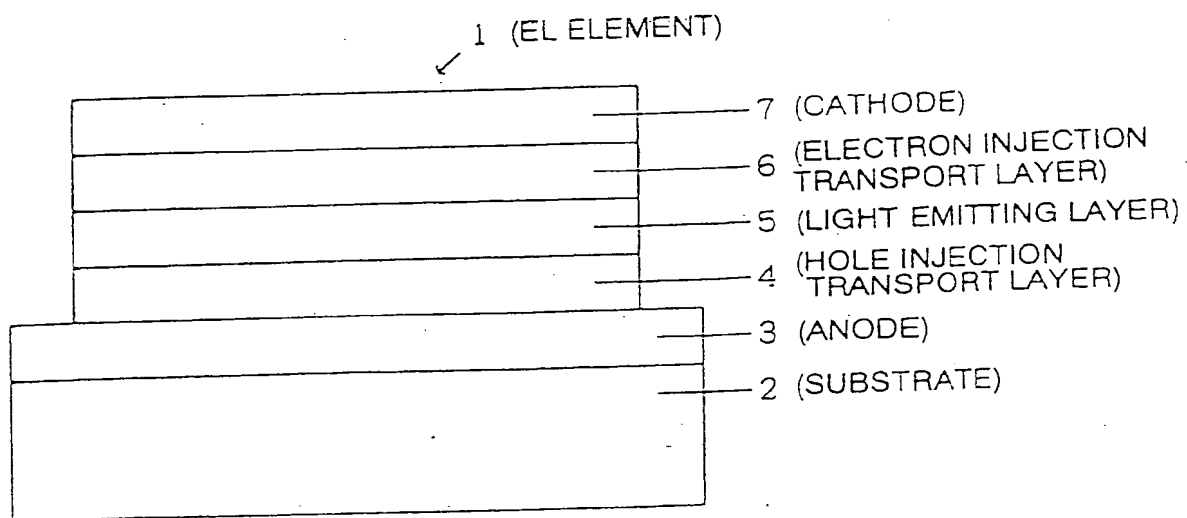 1 (EL ELEMENT)
7 (CATHODE)
6 (ELECTRON INJECTION
TRANSPORT LAYER)
5 (LIGHT EMITTING LAYER)
4 (HOLE INJECTION
TRANSPORT LAYER)
3 (ANODE)
2 (SUBSTRATE)